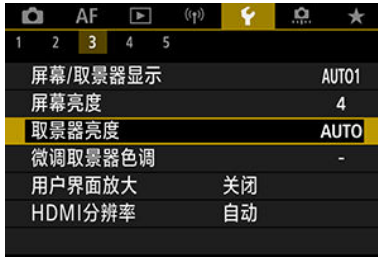 AF
1 2 3 4 5
屏幕/取景器显示 AUTO1
屏幕亮度 4
取景器亮度 AUTO
微调取景器色调 -
用户界面放大 关闭
HDMI分辨率 自动